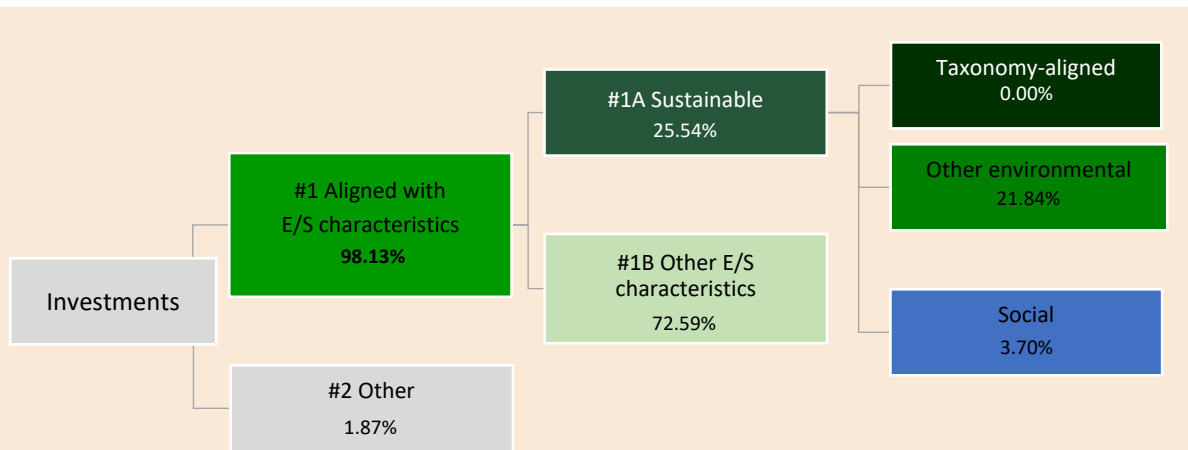 Investments
#1 Aligned with
E/S characteristics
98.13%
#2 Other
1.87%
#1A Sustainable
25.54%
#1B Other E/S
characteristics
72.59%
Taxonomy-aligned
0.00%
Other environmental
21.84%
Social
3.70%